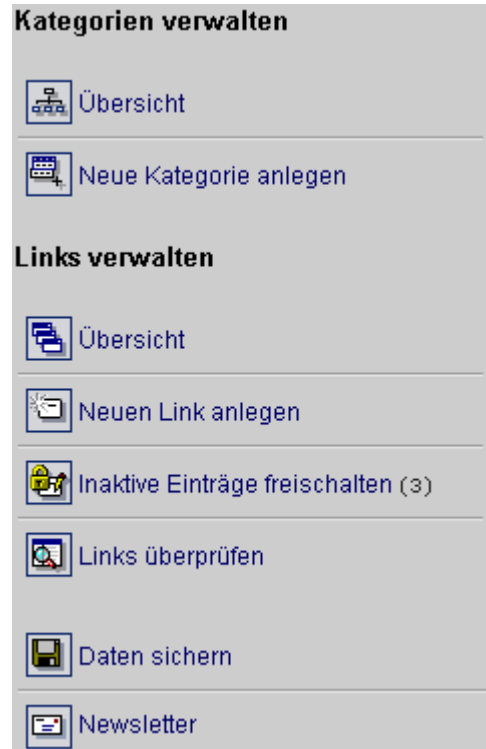 Kategorien verwalten
Übersicht
Neue Kategorie anlegen
Links verwalten
Übersicht
Neuen Link anlegen
Inaktive Einträge freischalten (3)
Links überprüfen
Daten sichern
Newsletter